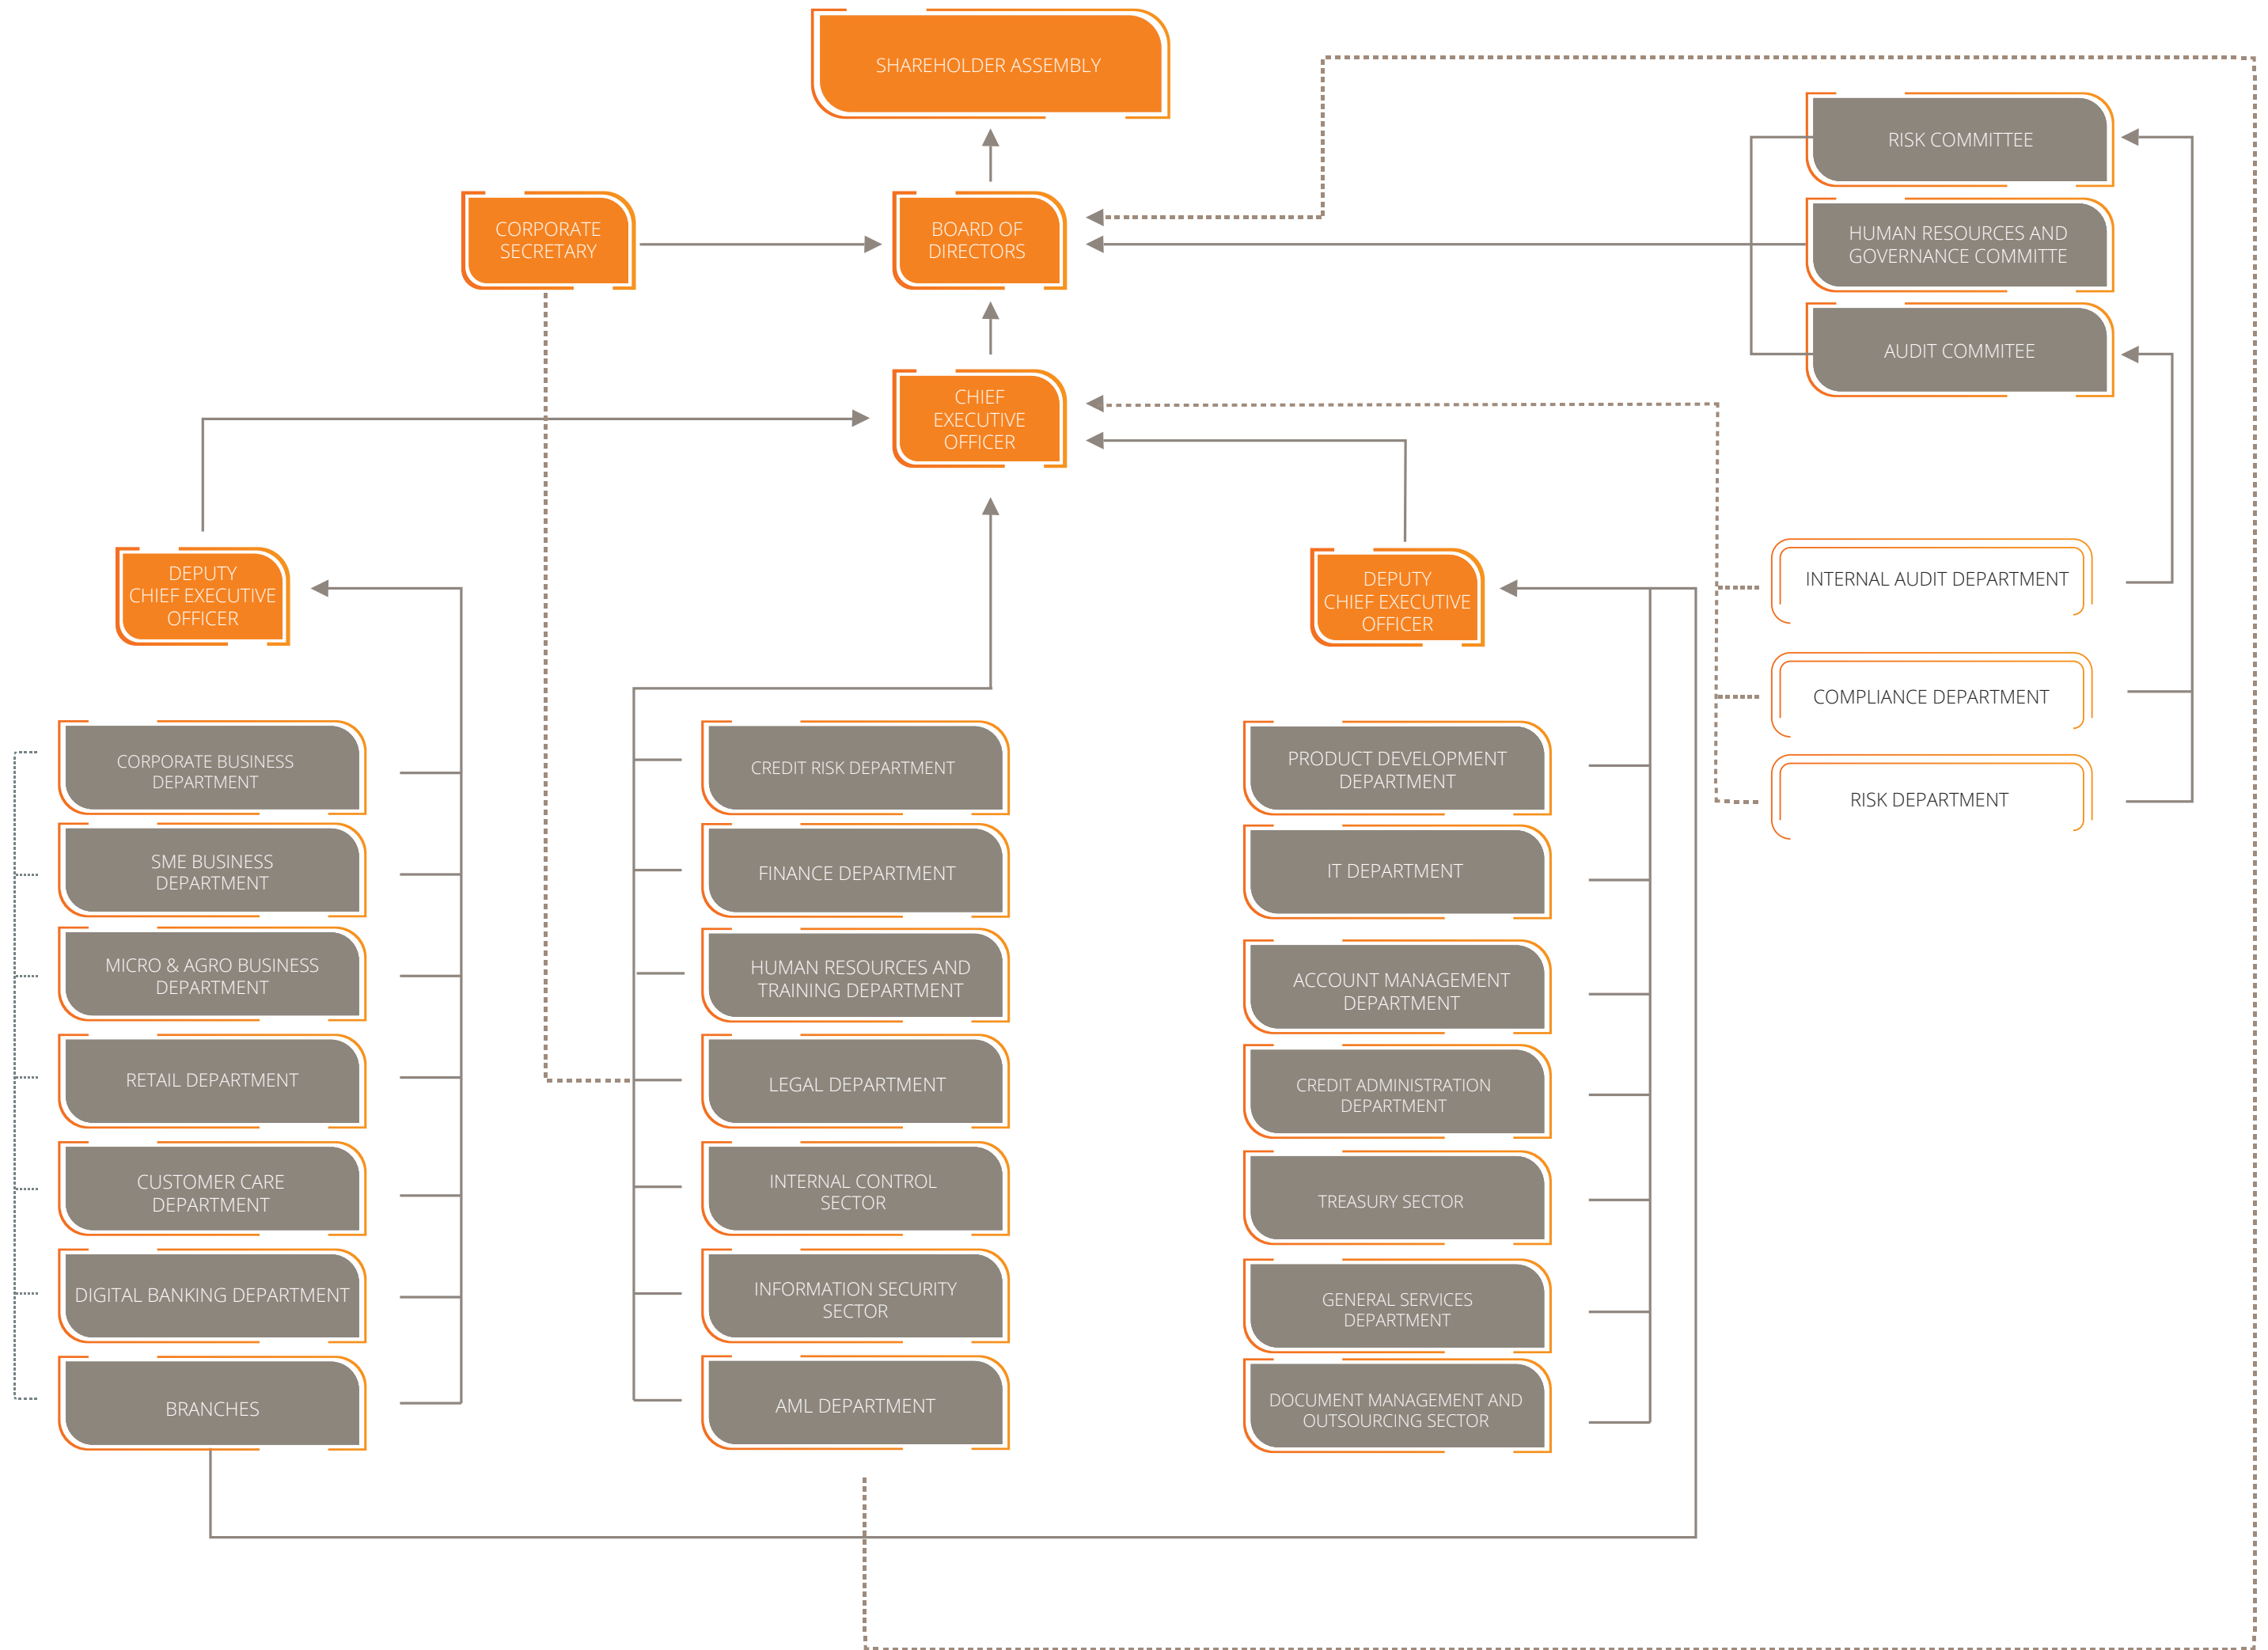 SHAREHOLDER ASSEMBLY
CORPORATE
SECRETARY
BOARD OF
DIRECTORS
RISK COMMITTEE
HUMAN RESOURCES AND
GOVERNANCE COMMITTE
AUDIT COMMITEE
CHIEF
EXECUTIVE
OFFICER
DEPUTY
CHIEF EXECUTIVE
OFFICER
DEPUTY
CHIEF EXECUTIVE
OFFICER
INTERNAL AUDIT DEPARTMENT
COMPLIANCE DEPARTMENT
RISK DEPARTMENT
CORPORATE BUSINESS
DEPARTMENT
SME BUSINESS
DEPARTMENT
MICRO & AGRO BUSINESS
DEPARTMENT
RETAIL DEPARTMENT
CUSTOMER CARE
DEPARTMENT
DIGITAL BANKING DEPARTMENT
BRANCHES
CREDIT RISK DEPARTMENT
FINANCE DEPARTMENT
HUMAN RESOURCES AND
TRAINING DEPARTMENT
LEGAL DEPARTMENT
INTERNAL CONTROL
SECTOR
INFORMATION SECURITY
SECTOR
AML DEPARTMENT
PRODUCT DEVELOPMENT
DEPARTMENT
IT DEPARTMENT
ACCOUNT MANAGEMENT
DEPARTMENT
CREDIT ADMINISTRATION
DEPARTMENT
TREASURY SECTOR
GENERAL SERVICES
DEPARTMENT
DOCUMENT MANAGEMENT AND
OUTSOURCING SECTOR